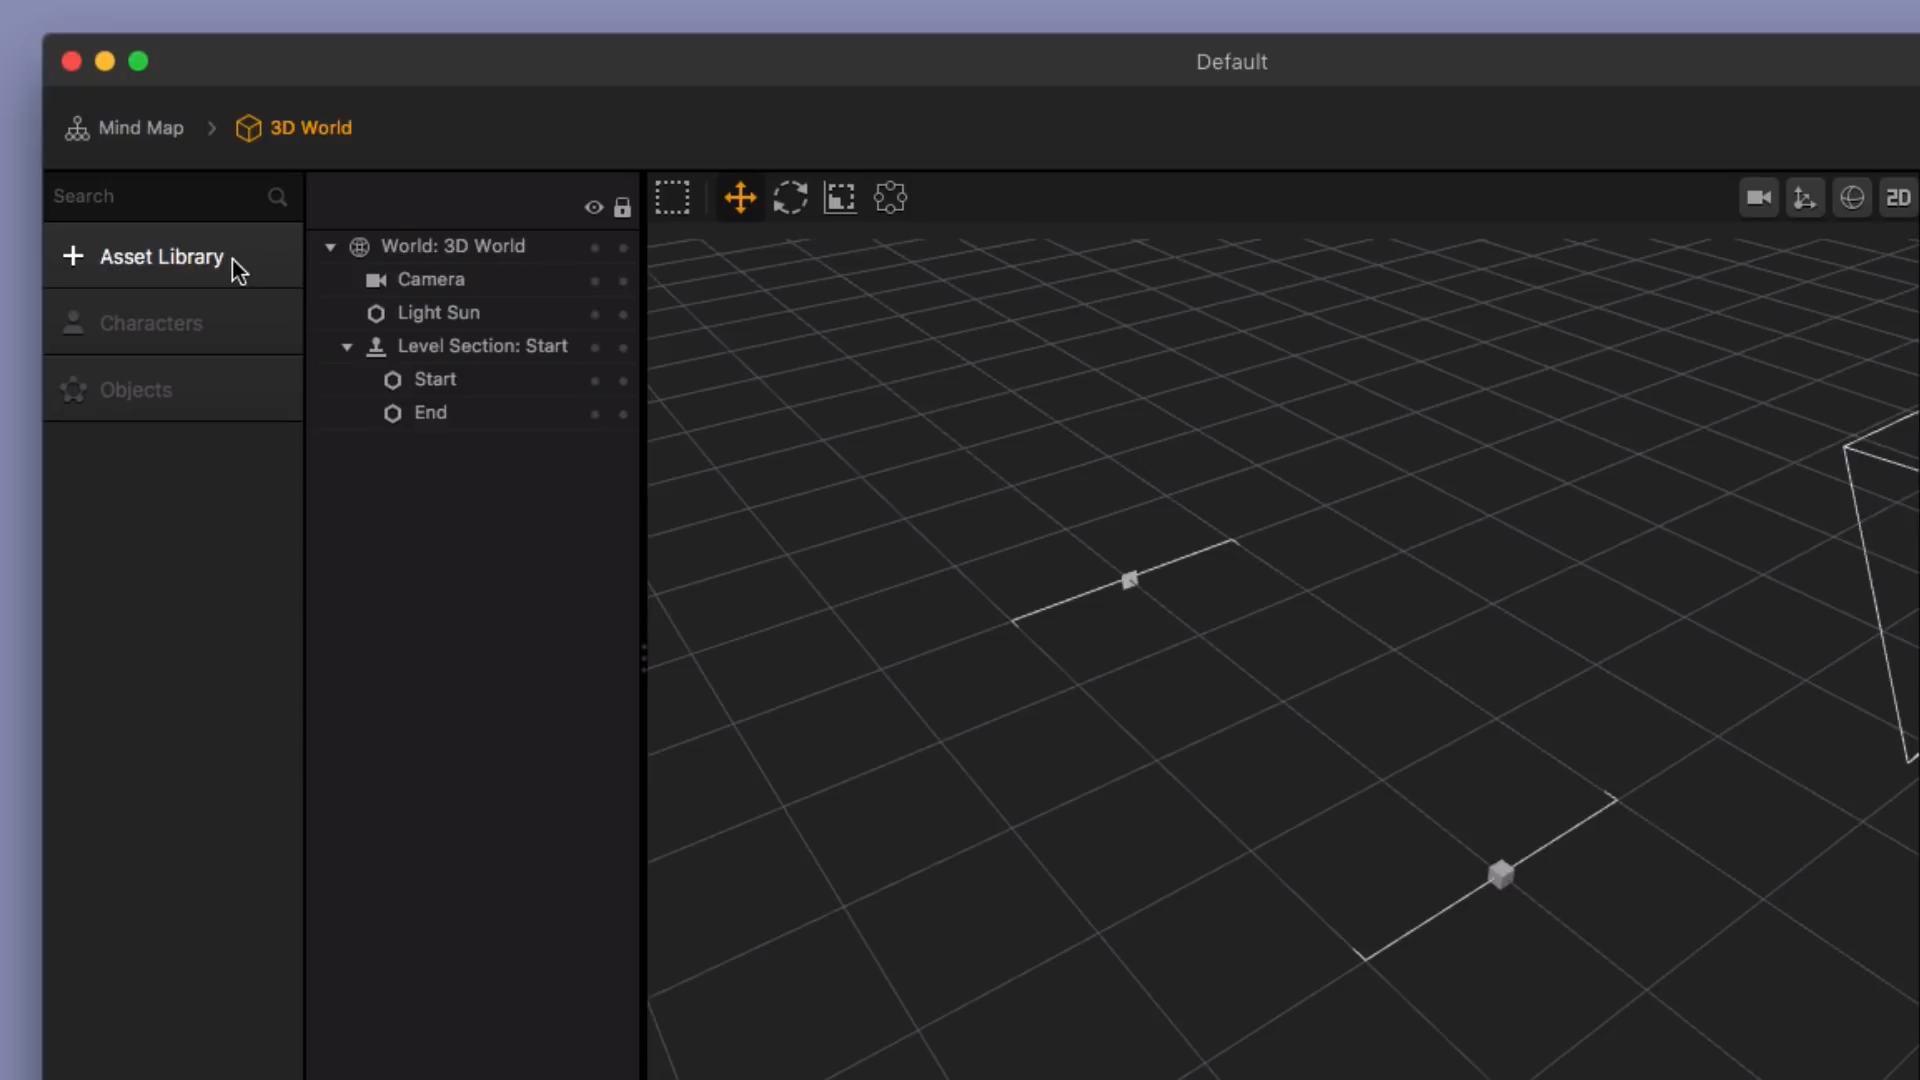 Default
Mind Map
3D World
Search
Asset Library
Characters
Objects
World: 3D World
Camera
Light Sun
Level Section: Start
Start
End
2D